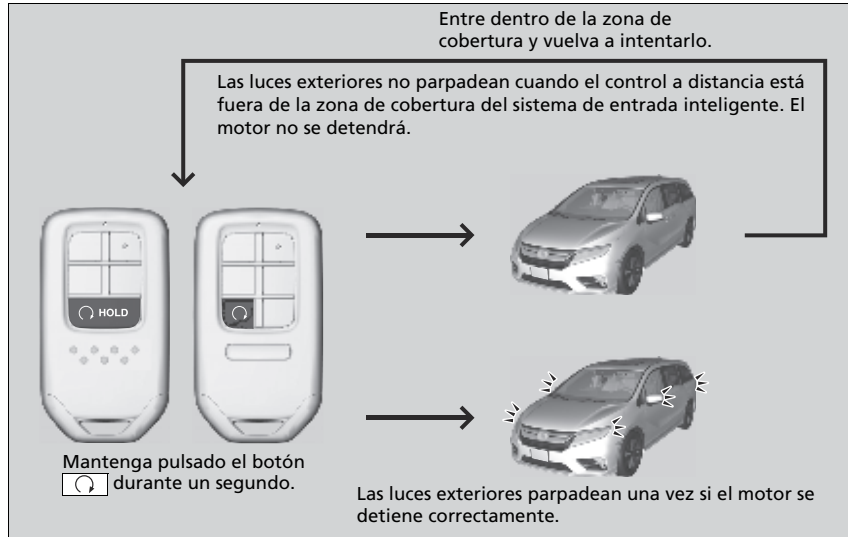 Entre dentro de la zona de
cobertura y vuelva a intentarlo.
Las luces exteriores no parpadean cuando el control a distancia está
fuera de la zona de cobertura del sistema de entrada inteligente. El
motor no se detendrá.
HOLD
Mantenga pulsado el botón
durante un segundo.
Las luces exteriores parpadean una vez si el motor se
detiene correctamente.